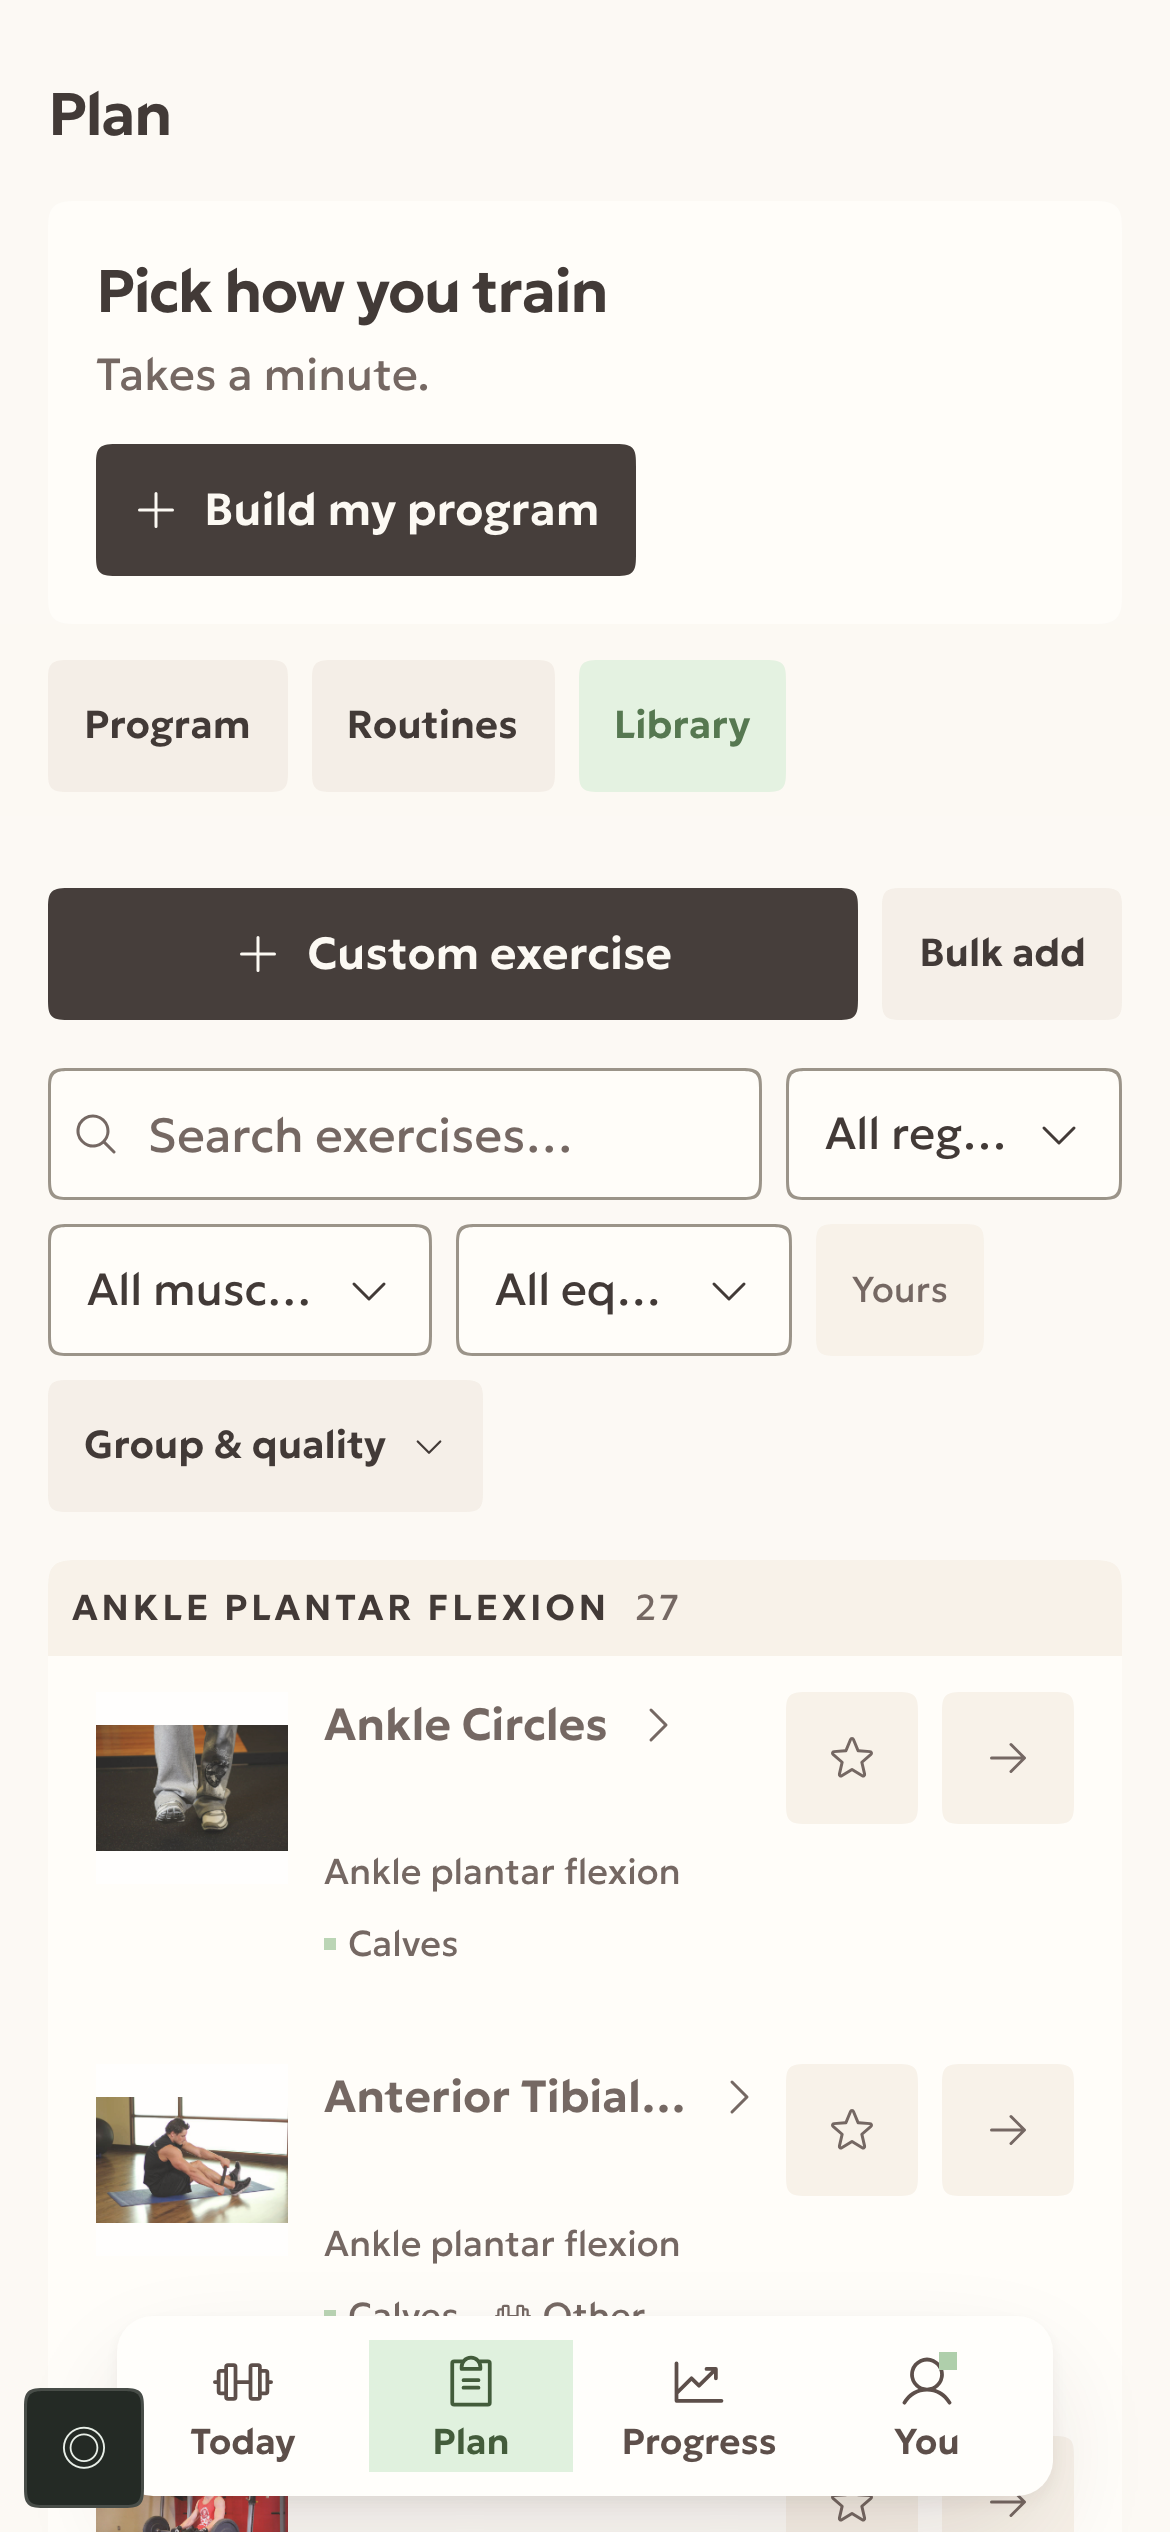 Plan
Pick how you train
Takes a minute.
Build my program
Program
Routines
Library
Custom exercise
Bulk add
Search exercises...
All reg...
All musc...
All eq...
Yours
Group & quality
ANKLE PLANTAR FLEXION 27
Ankle Circles
Ankle plantar flexion
Calves
Anterior Tibial...
Ankle plantar flexion
Calves Other
Today
Plan
Progress
You